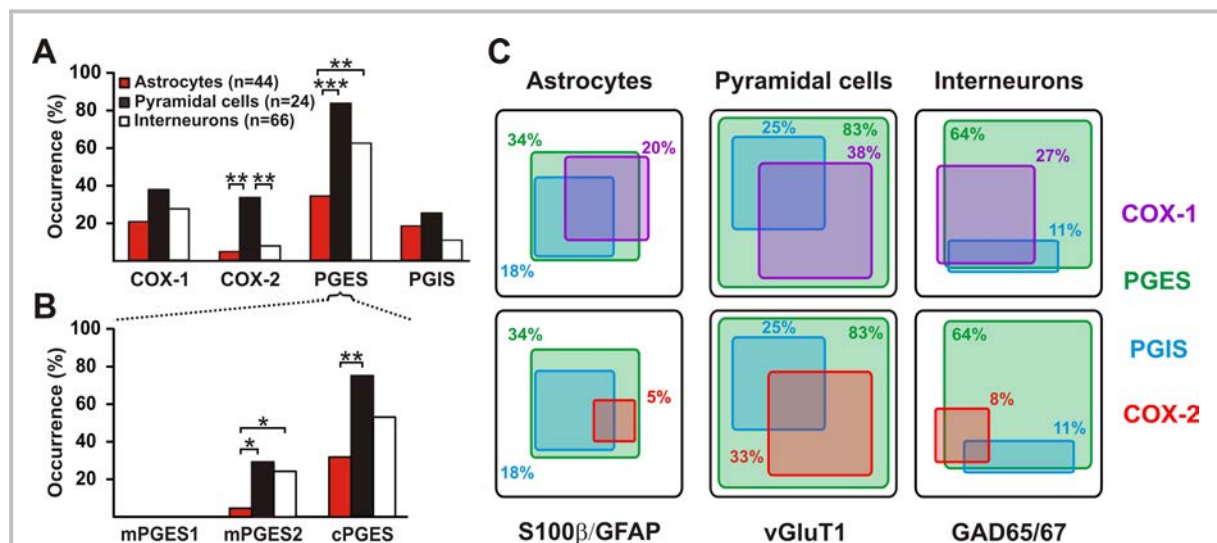 A
Occurrence (%)
100
80
60
40
20
Astrocytes (n=44)
Pyramidal cells (n=24)
Interneurons (n=66)
** **
***
**
COX-1 COX-2 PGES PGIS
B
Occurrence (%)
100
80
60
40
20
*
*
**
mPGES1 mPGES2 cPGES
C
Astrocytes Pyramidal cells Interneurons
34% 20% 18%
25% 83% 38%
64% 27% 11%
34% 5% 18%
25% 83% 33%
64% 8% 11%
S100β/GFAP vGluT1 GAD65/67
COX-1
PGES
PGIS
COX-2